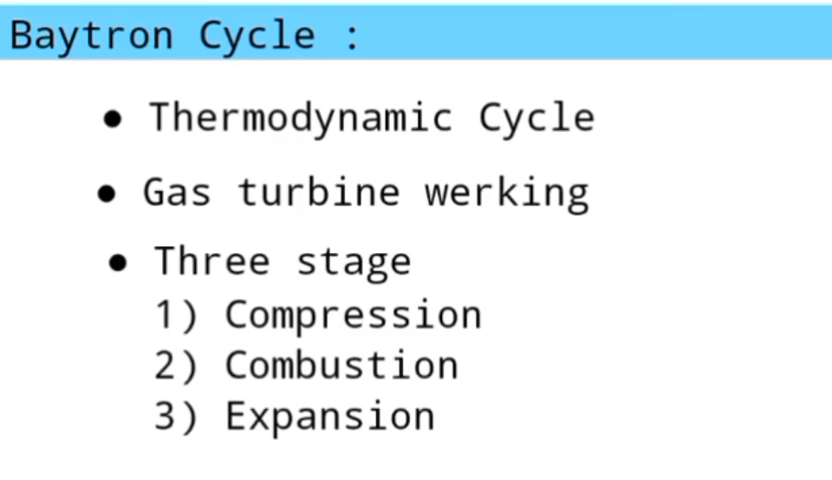 Baytron Cycle :
● Thermodynamic Cycle
● Gas turbine werking
● Three stage
1) Compression
2) Combustion
3) Expansion